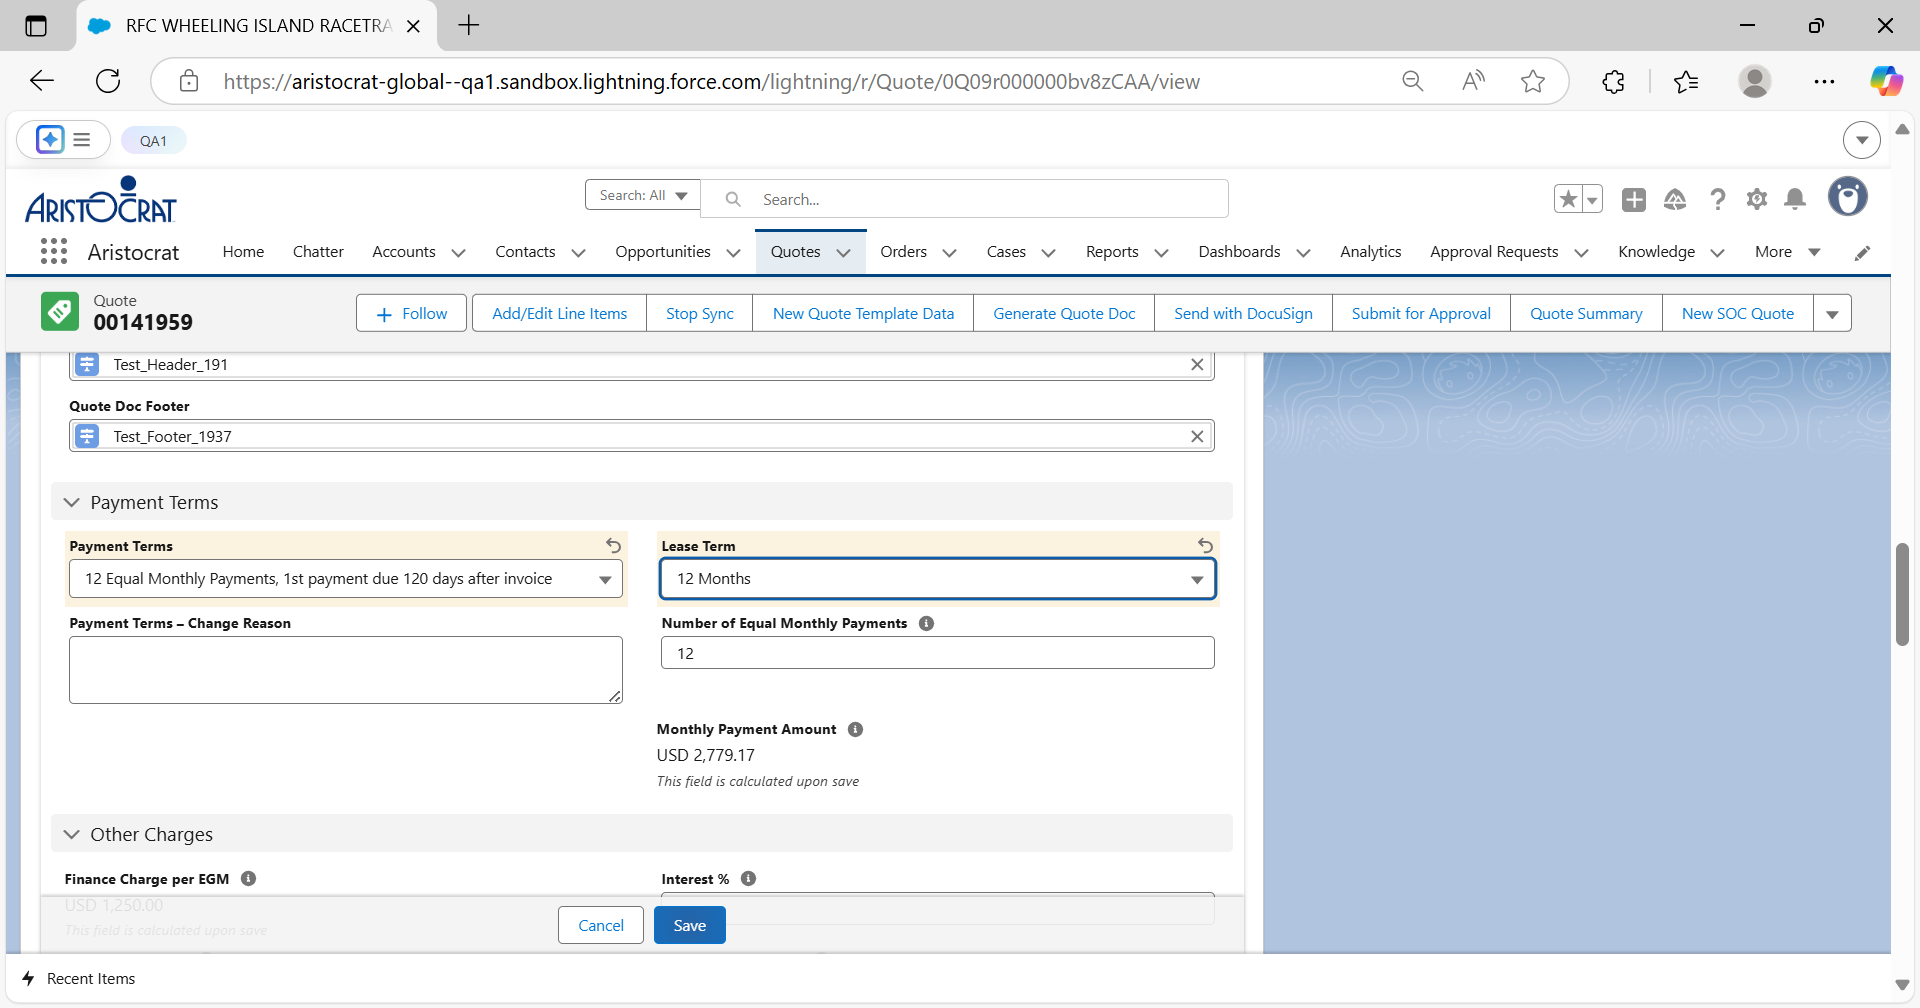 RFC WHEELING ISLAND RACETRA
https://aristocrat-global--qa1.sandbox.lightning.force.com/lightning/r/Quote/0Q09r000000bv8zCAA/view
QA1
ARISTOCRAT
Search: All
Search...
Aristocrat
Home
Chatter
Accounts
Contacts
Opportunities
Quotes
Orders
Cases
Reports
Dashboards
Analytics
Approval Requests
Knowledge
More
Quote
00141959
Follow
Add/Edit Line Items
Stop Sync
New Quote Template Data
Generate Quote Doc
Send with DocuSign
Submit for Approval
Quote Summary
New SOC Quote
Test_Header_191
Quote Doc Footer
Test_Footer_1937
Payment Terms
Payment Terms
12 Equal Monthly Payments, 1st payment due 120 days after invoice
Lease Term
12 Months
Payment Terms – Change Reason
Number of Equal Monthly Payments
12
Monthly Payment Amount
USD 2,779.17
This field is calculated upon save
Other Charges
Finance Charge per EGM
USD 1,250.00
This field is calculated upon save
Interest %
Cancel
Save
Recent Items